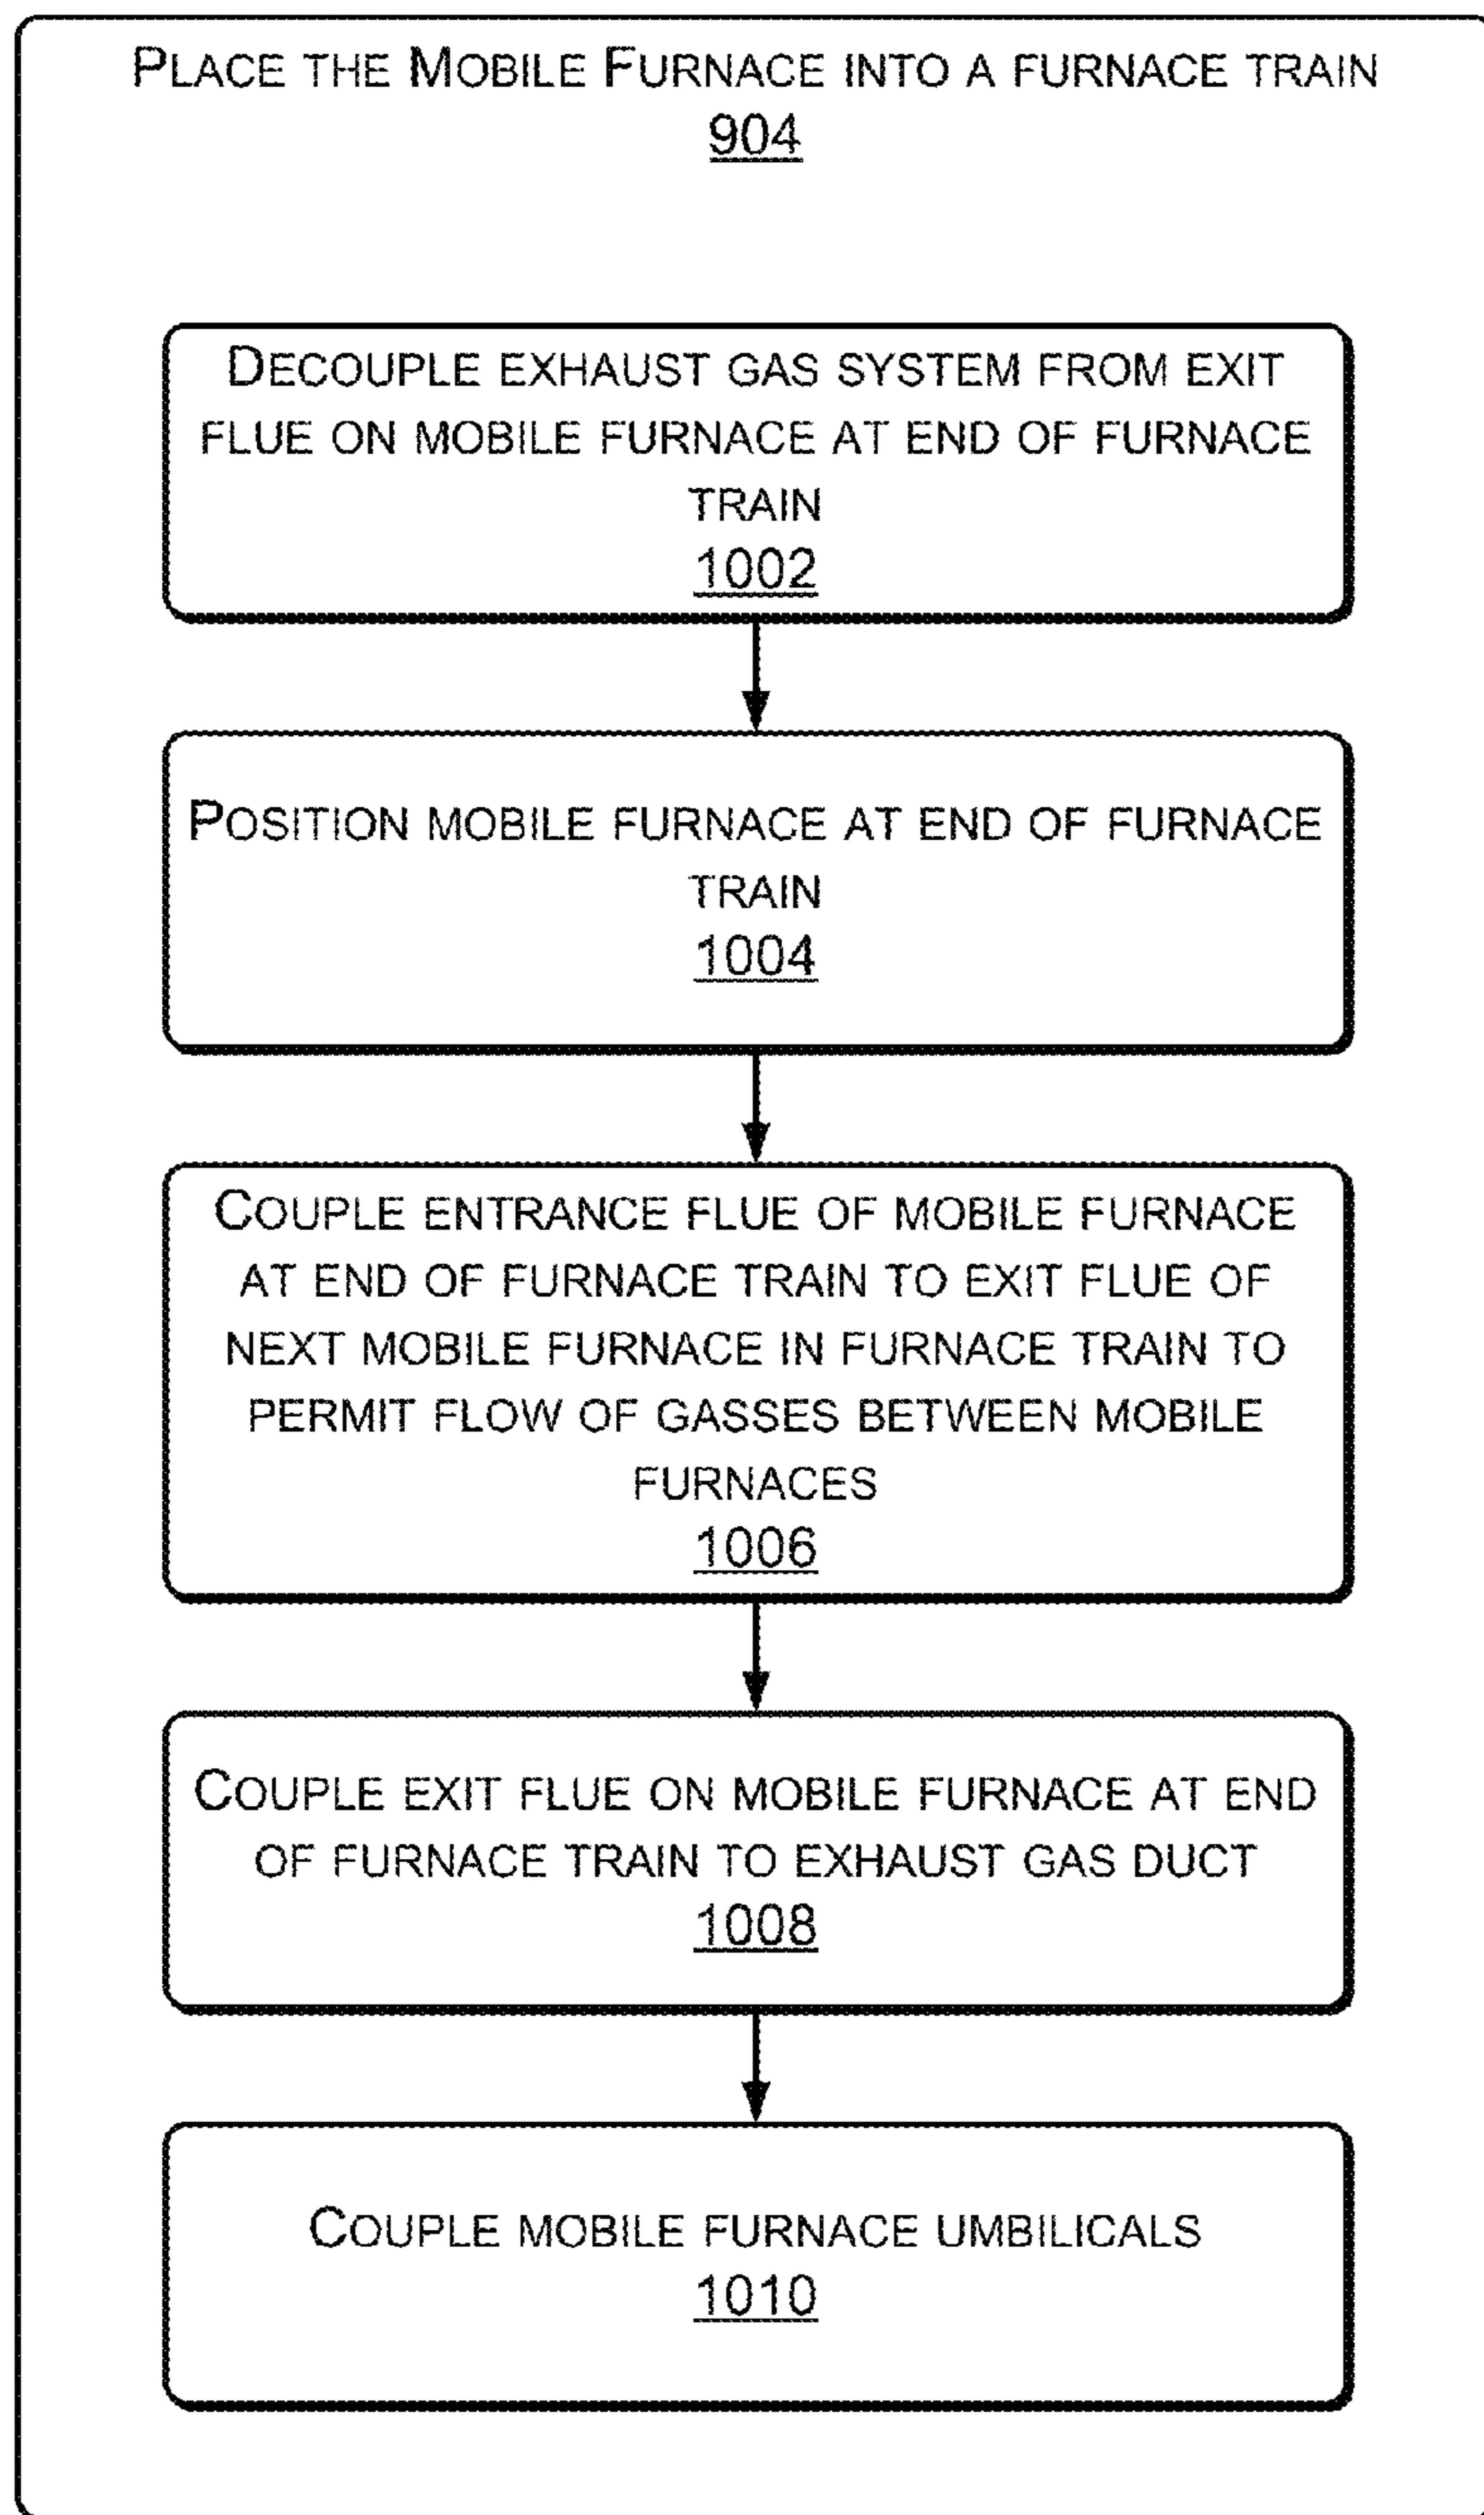 PLACE THE MOBILE FURNACE INTO A FURNACE TRAIN
904
DECOUPLE EXHAUST GAS SYSTEM FROM EXIT
FLUE ON MOBILE FURNACE AT END OF FURNACE
TRAIN
1002
POSITION MOBILE FURNACE AT END OF FURNACE
TRAIN
1004
COUPLE ENTRANCE FLUE OF MOBILE FURNACE
AT END OF FURNACE TRAIN TO EXIT FLUE OF
NEXT MOBILE FURNACE IN FURNACE TRAIN TO
PERMIT FLOW OF GASSES BETWEEN MOBILE
FURNACES
1006
COUPLE EXIT FLUE ON MOBILE FURNACE AT END
OF FURNACE TRAIN TO EXHAUST GAS DUCT
1008
COUPLE MOBILE FURNACE UMBILICALS
1010